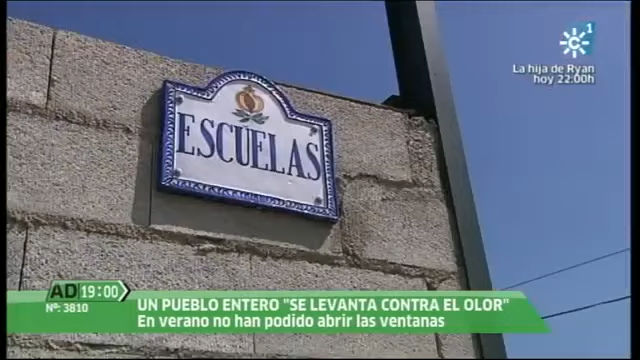 1
La hija de Ryan
hoy 22:00h
ESCUELAS
AD 19:00
Nº: 3810
UN PUEBLO ENTERO "SE LEVANTA CONTRA EL OLOR"
En verano no han podido abrir las ventanas